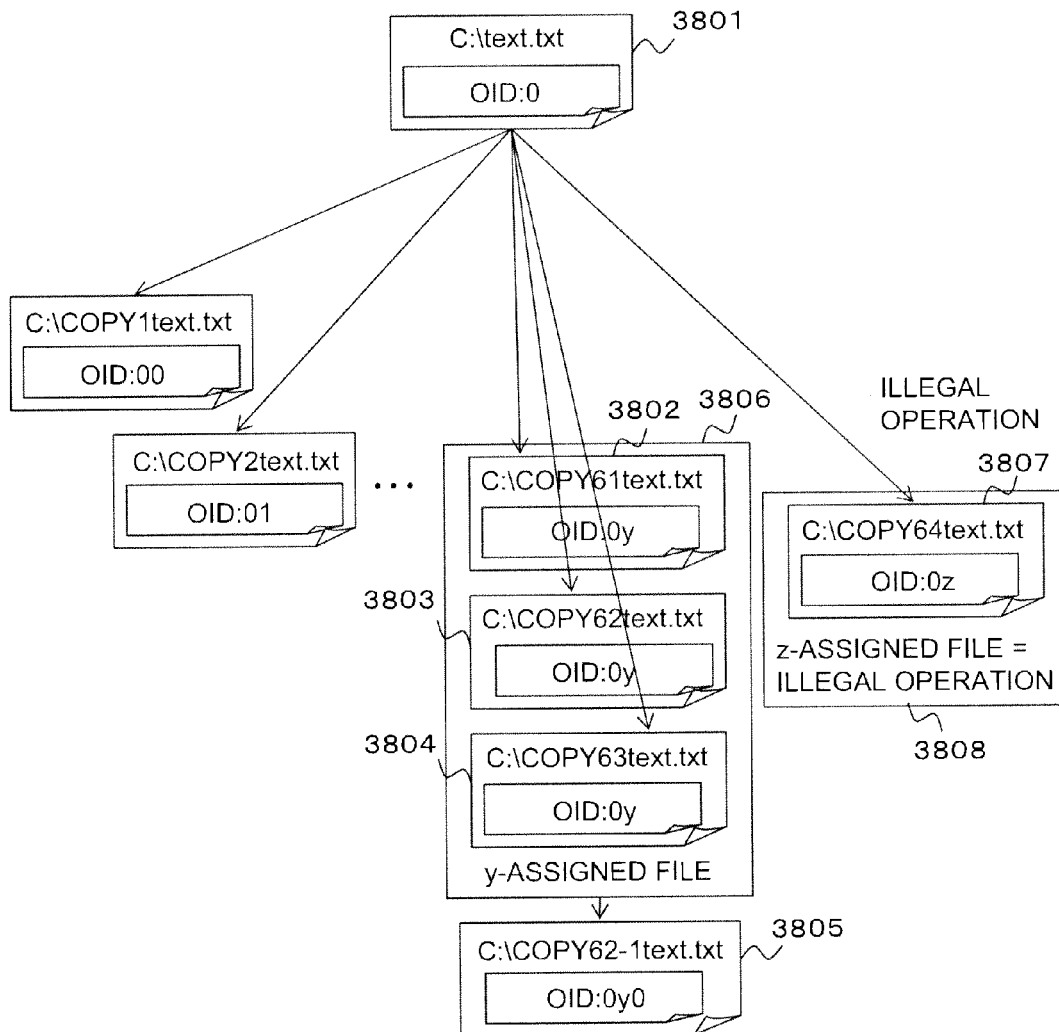 C:\text.txt
3801
OID:0
C:\COPY1text.txt
OID:00
C:\COPY2text.txt
OID:01
...
3802
3806
C:\COPY61text.txt
OID:0y
3803
C:\COPY62text.txt
OID:0y
3804
C:\COPY63text.txt
OID:0y
y-ASSIGNED FILE
ILLEGAL
OPERATION
3807
C:\COPY64text.txt
OID:0z
z-ASSIGNED FILE =
ILLEGAL OPERATION
3808
3805
C:\COPY62-1text.txt
OID:0y0